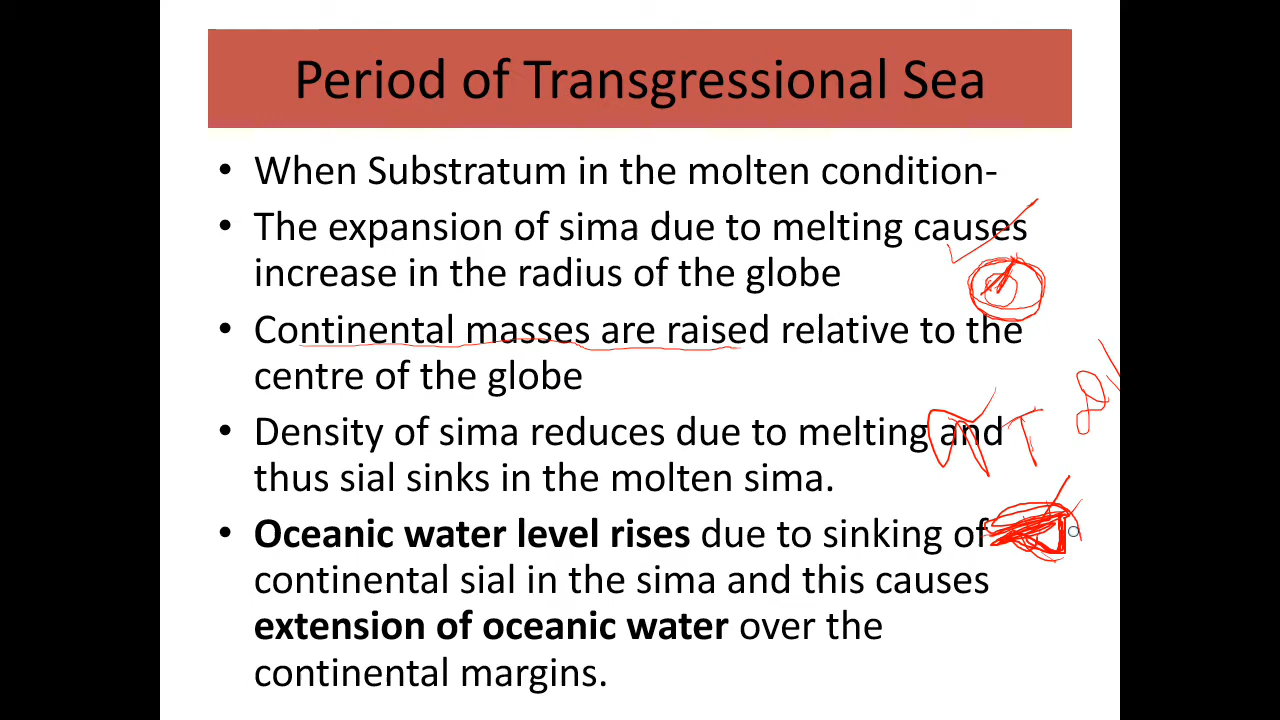 Period of Transgressional Sea
• When Substratum in the molten condition-
• The expansion of sima due to melting causes
increase in the radius of the globe
• Continental masses are raised relative to the
centre of the globe
• Density of sima reduces due to melting and
thus sial sinks in the molten sima.
• Oceanic water level rises due to sinking of
continental sial in the sima and this causes
extension of oceanic water over the
continental margins.